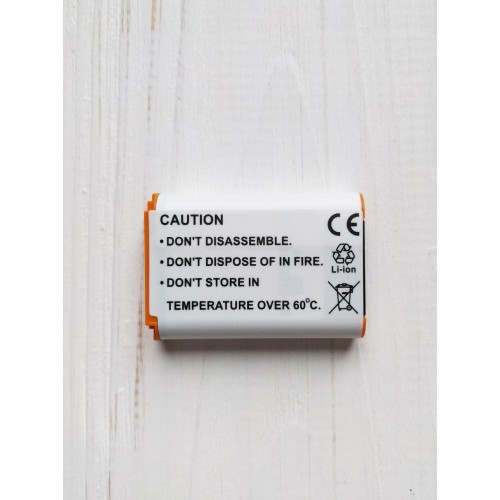 CAUTION
• DON'T DISASSEMBLE.
• DON'T DISPOSE OF IN FIRE.
• DON'T STORE IN
TEMPERATURE OVER 60°C.
CE
Li-ion